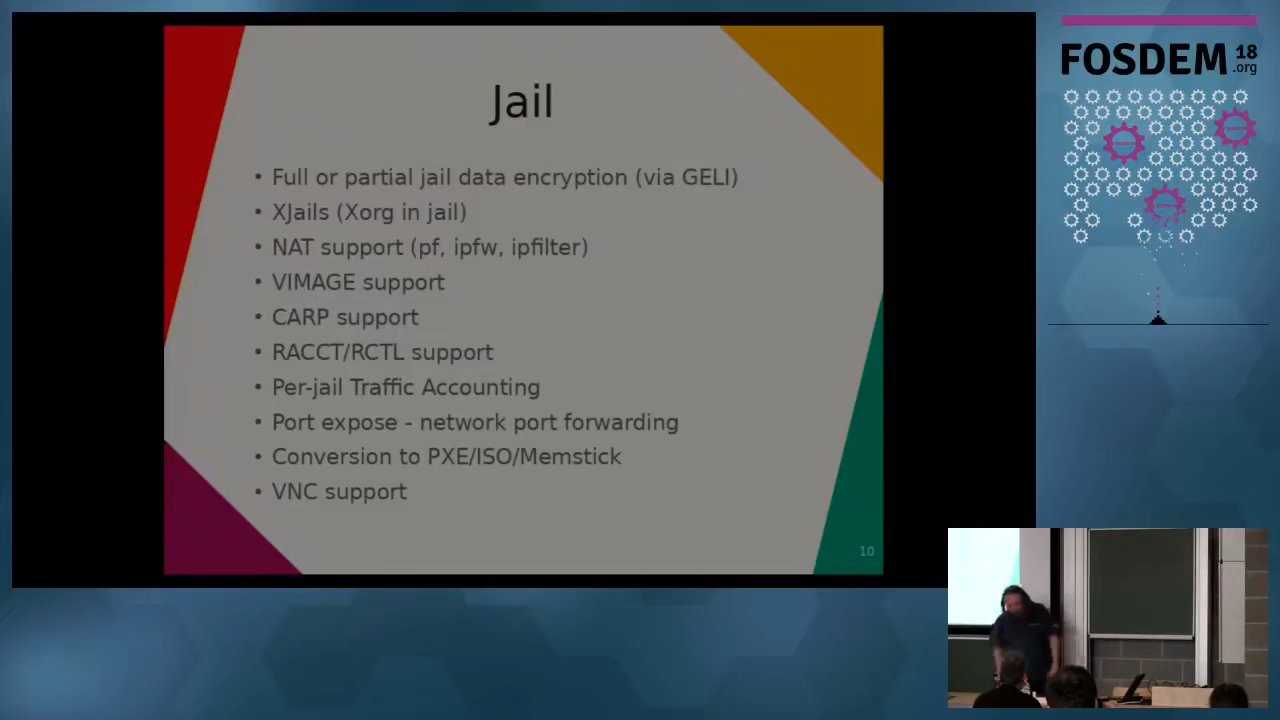 Jail
• Full or partial jail data encryption (via GELI)
• XJails (Xorg in jail)
• NAT support (pf, ipfw, ipfilter)
• VIMAGE support
• CARP support
• RACCT/RCTL support
• Per-jail Traffic Accounting
• Port expose - network port forwarding
• Conversion to PXE/ISO/Memstick
• VNC support
10
FOSDEM 18
.org